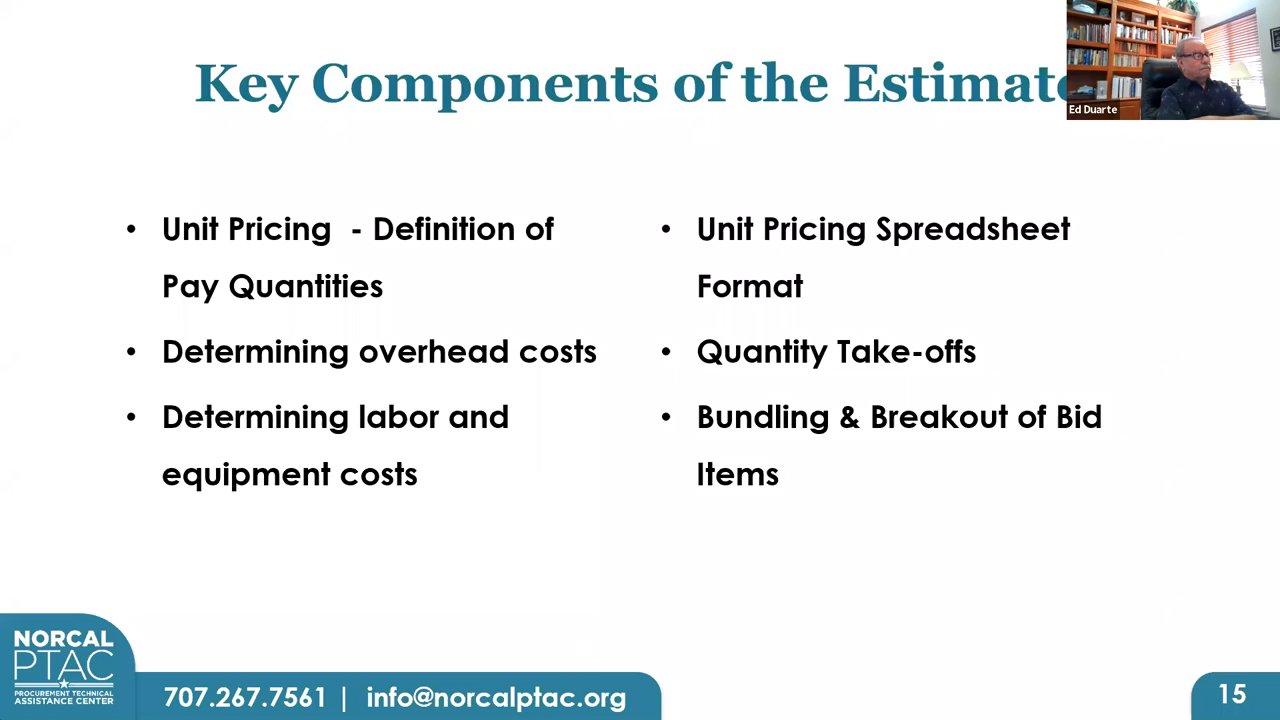 Key Components of the Estimate
Ed Duarte
• Unit Pricing - Definition of
Pay Quantities
• Determining overhead costs
• Determining labor and
equipment costs
• Unit Pricing Spreadsheet
Format
• Quantity Take-offs
• Bundling & Breakout of Bid
Items
NORCAL
PTAC
PROCUREMENT TECHNICAL
ASSISTANCE CENTER
707.267.7561 | info@norcalptac.org
15